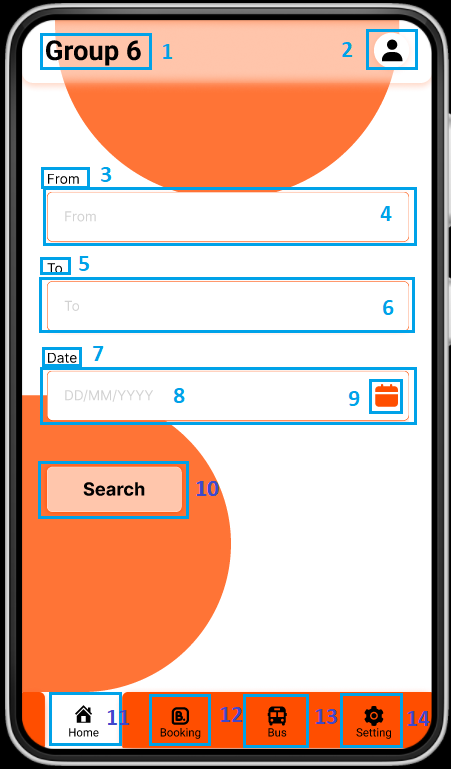 Group 6 1 2
From 3
From 4
To 5
To 6
Date 7
DD/MM/YYYY 8 9
Search 10
Home 11 Booking 12 Bus 13 Setting 14
B.